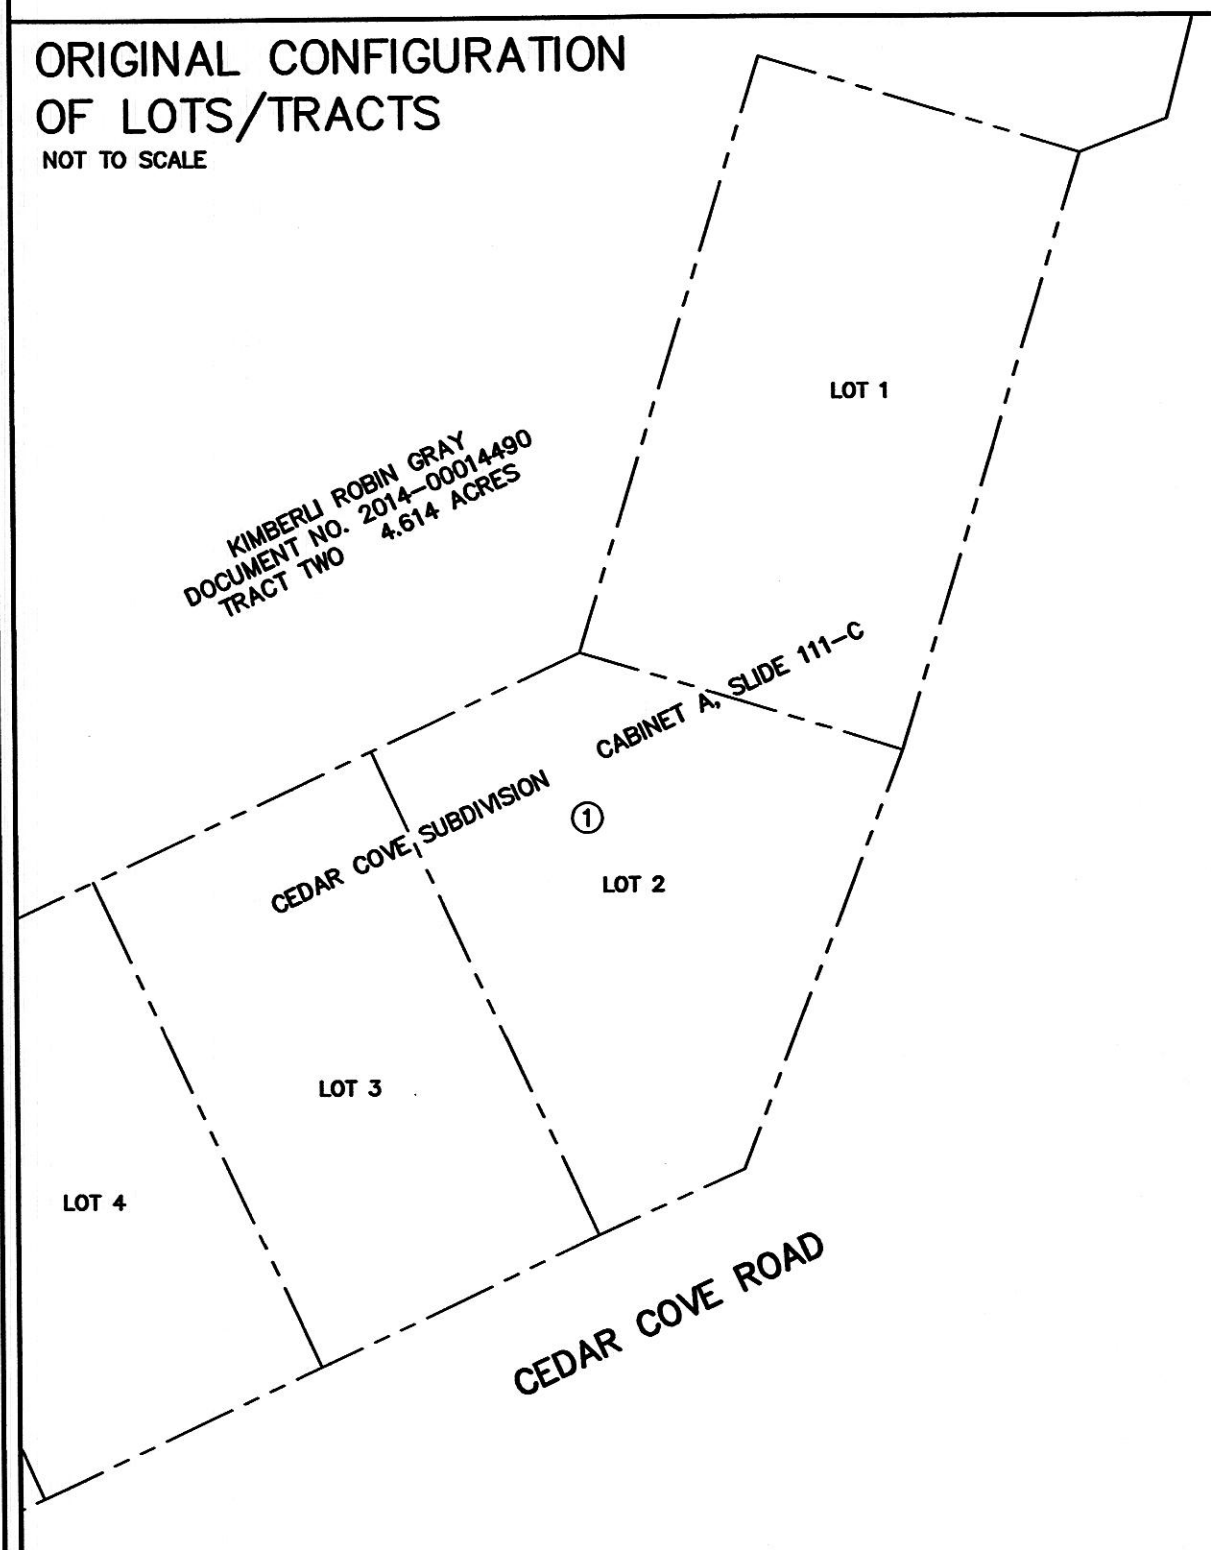 ORIGINAL CONFIGURATION
OF LOTS/TRACTS
NOT TO SCALE
LOT 1
KIMBERLI ROBIN GRAY
DOCUMENT NO. 2014-00014490
TRACT TWO 4.614 ACRES
CEDAR COVE SUBDIVISION CABINET A, SLIDE 111-C
1
LOT 2
LOT 3
LOT 4
CEDAR COVE ROAD